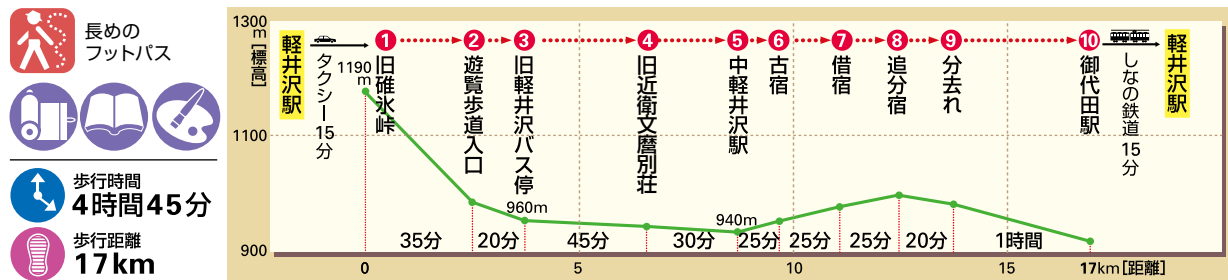 長めの
フットパス
歩行時間
4時間45分
歩行距離
17km
1300
m
[標高]
1100
900
軽井沢駅
タクシー15分
1190
m
1
旧碓氷峠
2
遊覧歩道入口
3
旧軽井沢バス停
4
旧近衛文麿別荘
5
中軽井沢駅
6
古宿
7
借宿
8
追分宿
9
分去れ
10
御代田駅
しなの鉄道15分
軽井沢駅
960m
940m
35分
20分
45分
30分
25分
25分
25分
20分
1時間
0
5
10
15
17km[距離]